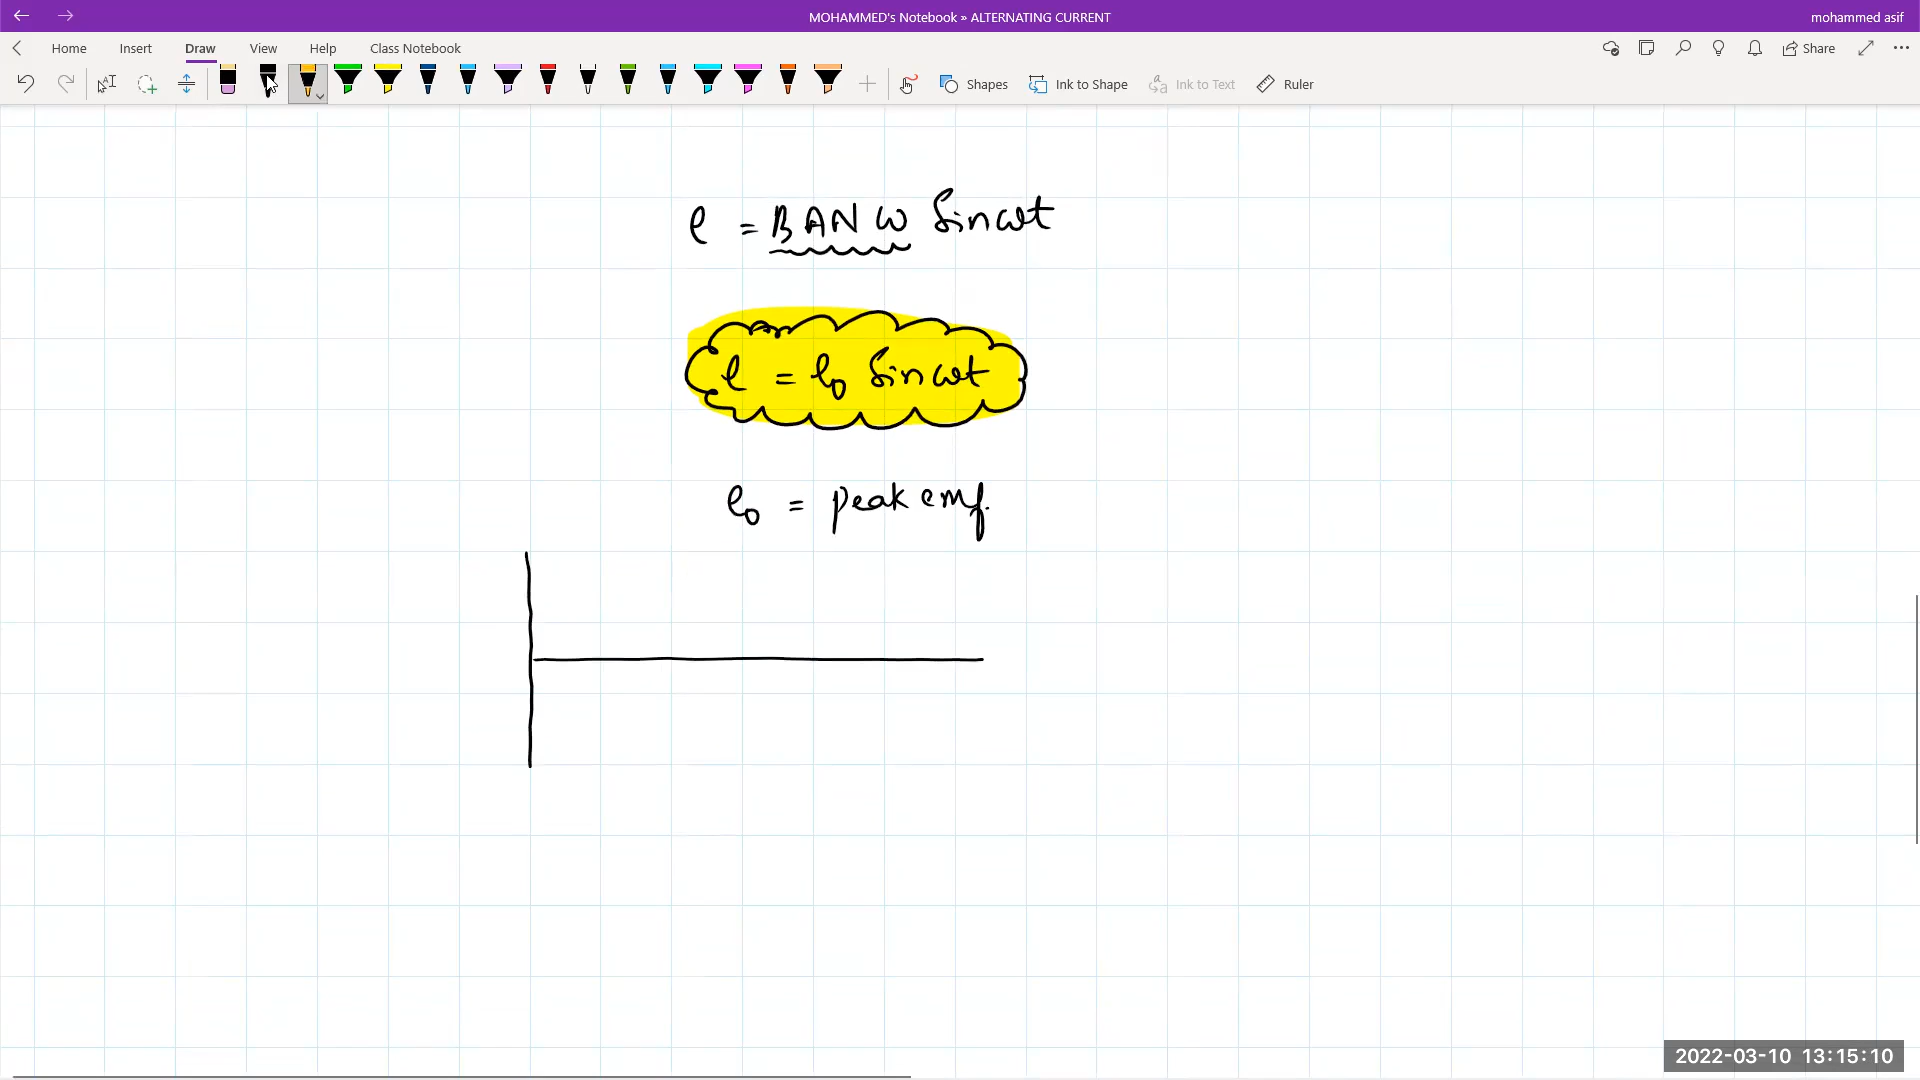 MOHAMMED's Notebook » ALTERNATING CURRENT
mohammed asif
Home Insert Draw View Help Class Notebook
Share
Shapes Ink to Shape Ink to Text Ruler
e = BANω Sinωt
e = e₀ Sinωt
e₀ = peak emf.
2022-03-10 13:15:10